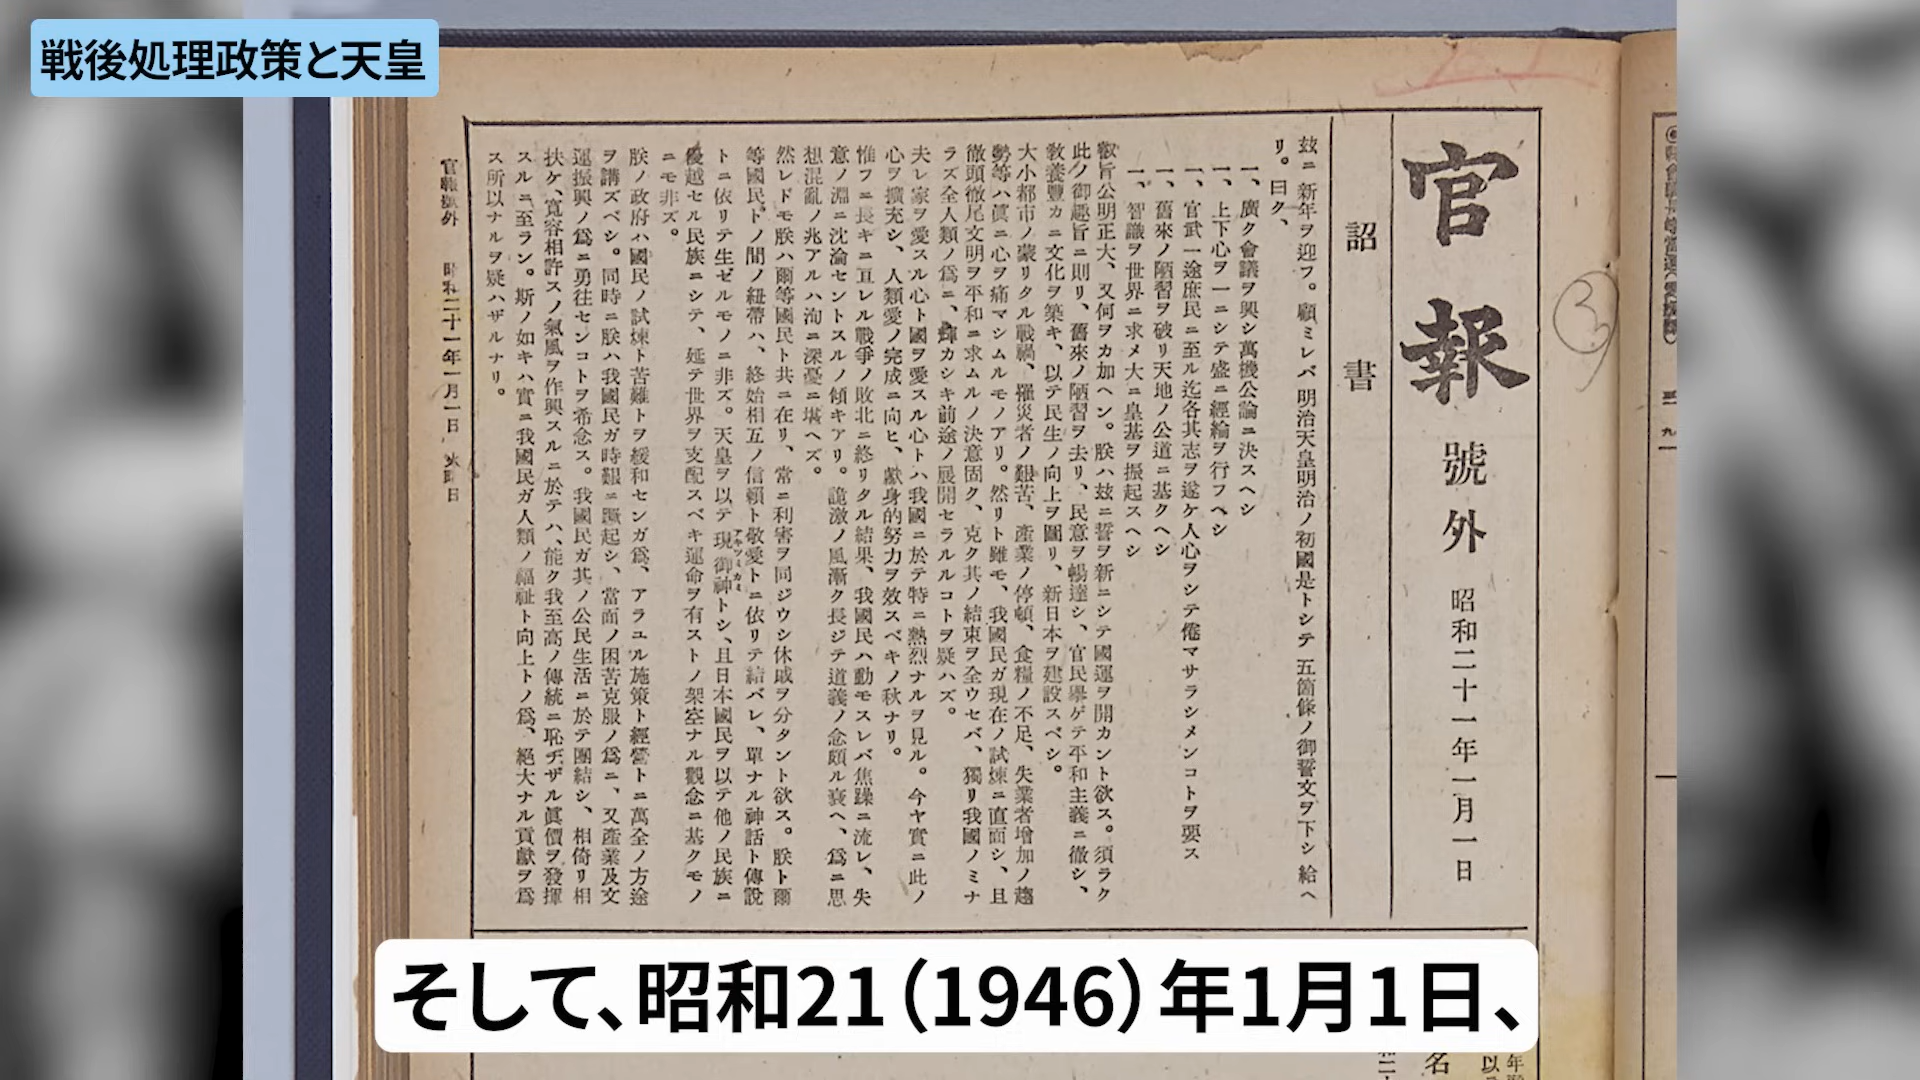 戦後処理政策と天皇
官報
號外
昭和二十一年一月一日
詔書
玆ニ新年ヲ迎フ。顧ミレバ明治天皇明治ノ初國是トシテ五箇條ノ御誓文ヲ下シ給ヘ
リ。曰ク、
一、廣ク會議ヲ興シ萬機公論ニ決スヘシ
一、上下心ヲ一ニシテ盛ニ經綸ヲ行フヘシ
一、官武一途庶民ニ至ル迄各其志ヲ遂ケ人心ヲシテ倦マサラシメンコトヲ要ス
一、舊來ノ陋習ヲ破リ天地ノ公道ニ基クヘシ
一、智識ヲ世界ニ求メ大ニ皇基ヲ振起スヘシ
叡旨公明正大、又何ヲカ加ヘン。朕ハ玆ニ誓ヲ新ニシテ國運ヲ開カント欲ス。須ラク
此ノ御趣旨ニ則リ、舊來ノ陋習ヲ去リ、民意ヲ暢達シ、官民擧ゲテ平和主義ニ徹シ、
敎養豐カニ文化ヲ築キ、以テ民生ノ向上ヲ圖リ、新日本ヲ建設スベシ。
大小都市ノ蒙リタル戰禍、罹災者ノ艱苦、產業ノ停頓、食糧ノ不足、失業者增加ノ趨
勢等ハ眞ニ心ヲ痛マシムルモノアリ。然リト雖モ、我國民ガ現在ノ試煉ニ直面シ、且
徹頭徹尾文明ヲ平和ニ求ムルノ決意固ク、克ク其ノ結束ヲ全ウセバ、獨リ我國ノミナ
ラズ全人類ノ爲ニ、輝カシキ前途ノ展開セラルルコトヲ疑ハズ。
夫レ家ヲ愛スル心ト國ヲ愛スル心トハ我國ニ於テ特ニ熱烈ナルヲ見ル。今ヤ實ニ此ノ
心ヲ擴充シ、人類愛ノ完成ニ向ヒ、獻身的努力ヲ效スベキノ秋ナリ。
惟フニ長キニ亘レル戰爭ノ敗北ニ終リタル結果、我國民ハ動モスレバ焦躁ニ流レ、失
意ノ淵ニ沈淪セントスルノ傾キアリ。詭激ノ風漸ク長ジテ道義ノ念頗ル衰ヘ、爲ニ思
想混亂ノ兆アルハ洵ニ深憂ニ堪ヘズ。
然レドモ朕ハ爾等國民ト共ニ在リ、常ニ利害ヲ同ジウシ休戚ヲ分タント欲ス。朕ト爾
等國民トノ間ノ紐帶ハ、終始相互ノ信賴ト敬愛トニ依リテ結バレ、單ナル神話ト傳說
トニ依リテ生ゼルモノニ非ズ。天皇ヲ以テ現御神アキツミカミトシ、且日本國民ヲ以テ他ノ民族ニ
優越セル民族ニシテ、延テ世界ヲ支配スベキ運命ヲ有ストノ架空ナル觀念ニ基クモノ
ニモ非ズ。
朕ノ政府ハ國民ノ試煉ト苦難トヲ緩和センガ爲、アラユル施策ト經營トニ萬全ノ方途
ヲ講ズベシ。同時ニ朕ハ我國民ガ時艱ニ蹶起シ、當面ノ困苦克服ノ爲ニ、又產業及文
運振興ノ爲ニ勇往センコトヲ希念ス。我國民ガ其ノ公民生活ニ於テ團結シ、相倚リ相
扶ケ、寬容相許スノ氣風ヲ作興スルニ於テハ、能ク我至高ノ傳統ニ恥ヂザル眞價ヲ發揮
スルニ至ラン。斯ノ如キハ實ニ我國民ガ人類ノ福祉ト向上トノ爲、絕大ナル貢獻ヲ爲
ス所以ナルヲ疑ハザルナリ。
官報號外 昭和二十一年一月一日 火曜日
そして、昭和21（1946）年1月1日、